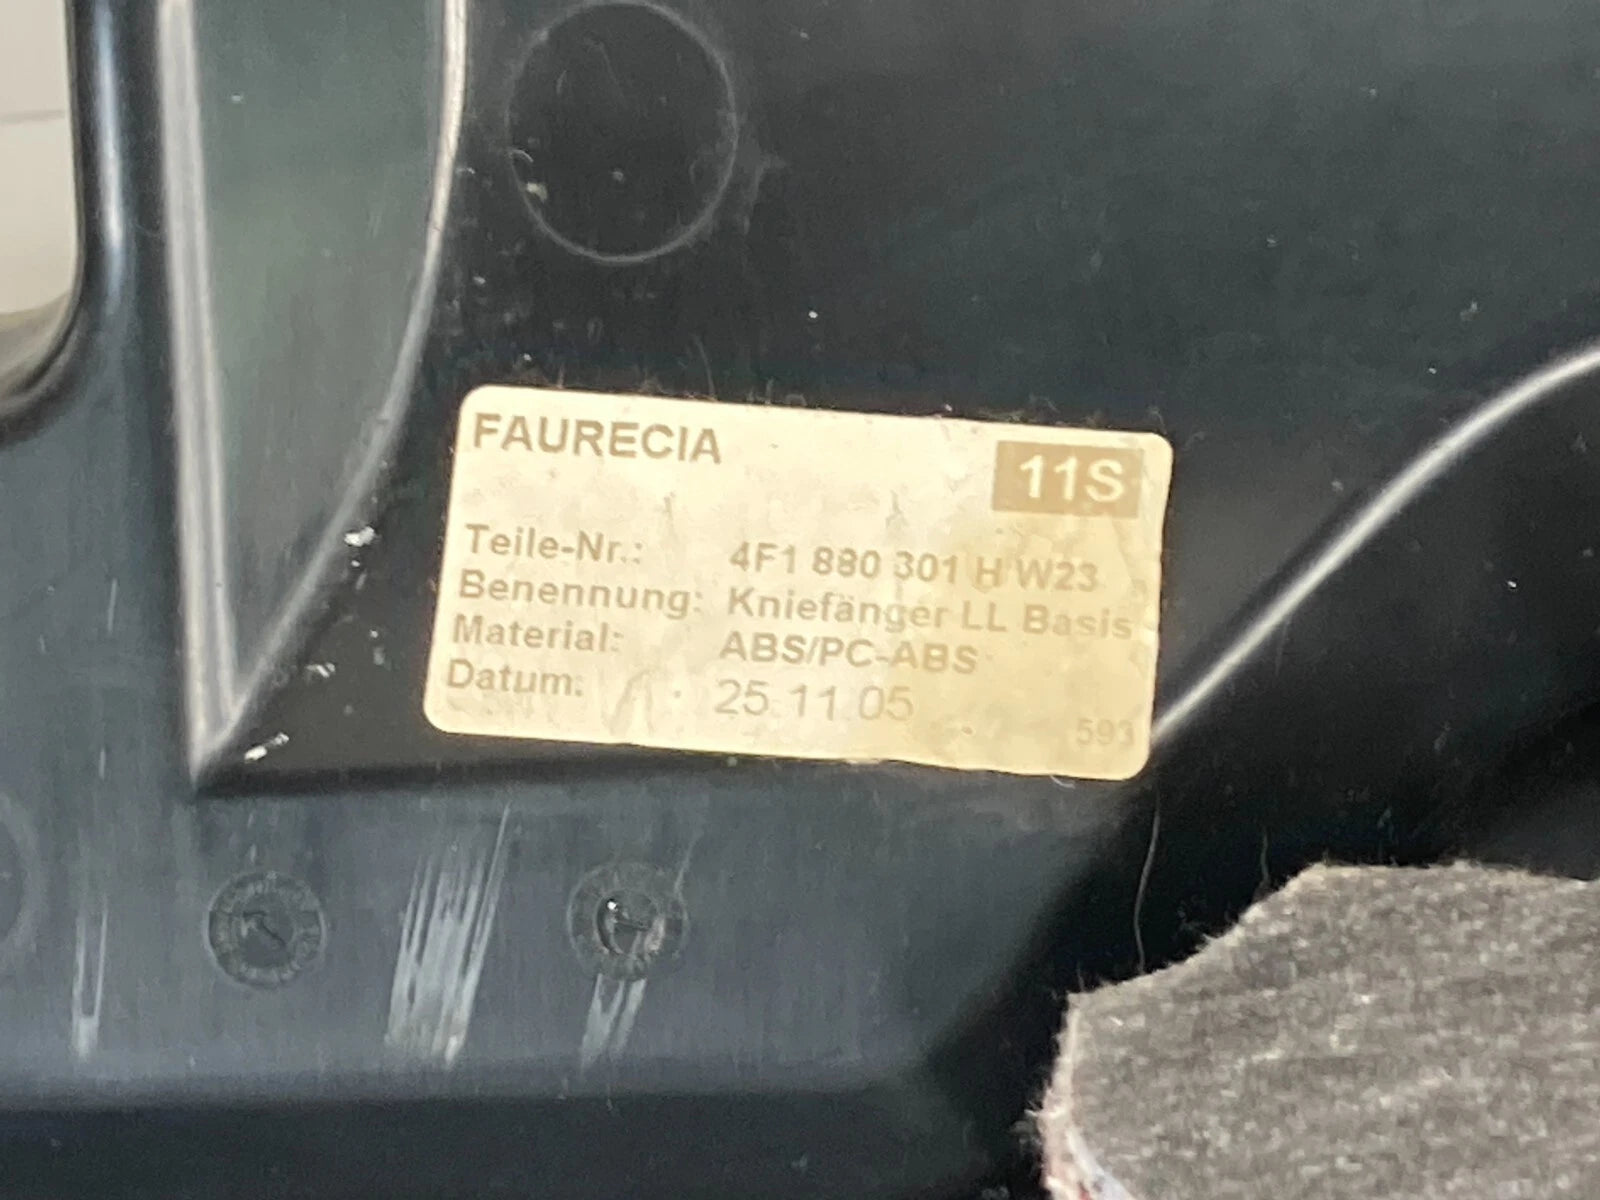 FAURECIA
11S
Teile-Nr.: 4F1 880 301 H W23
Benennung: Kniefänger LL Basis
Material: ABS/PC-ABS
Datum: 25.11.05
593